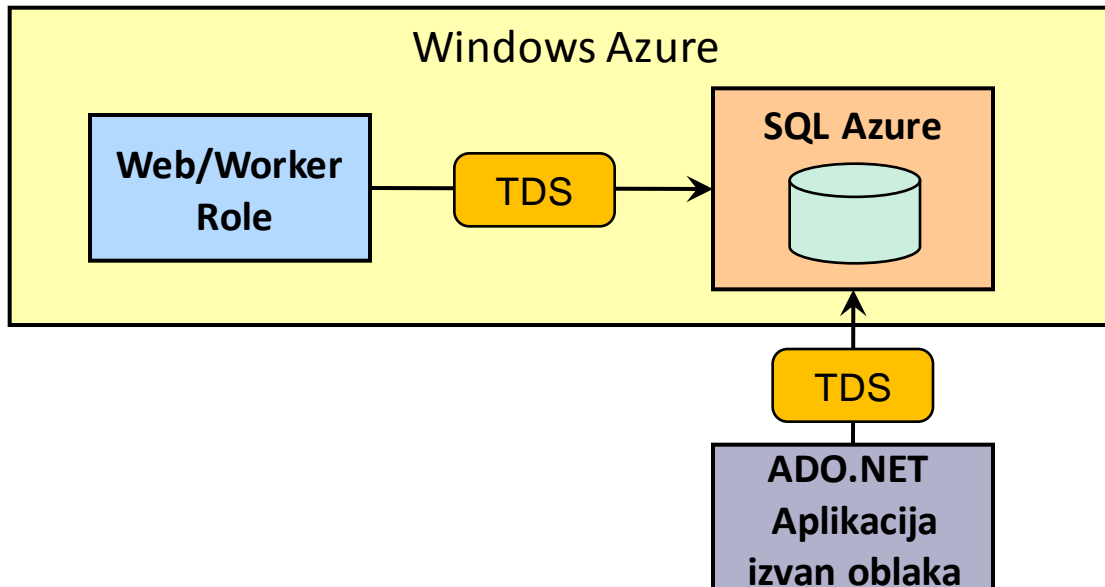 Windows Azure
Web/Worker
Role
TDS
SQL Azure
TDS
ADO.NET
Aplikacija
izvan oblaka